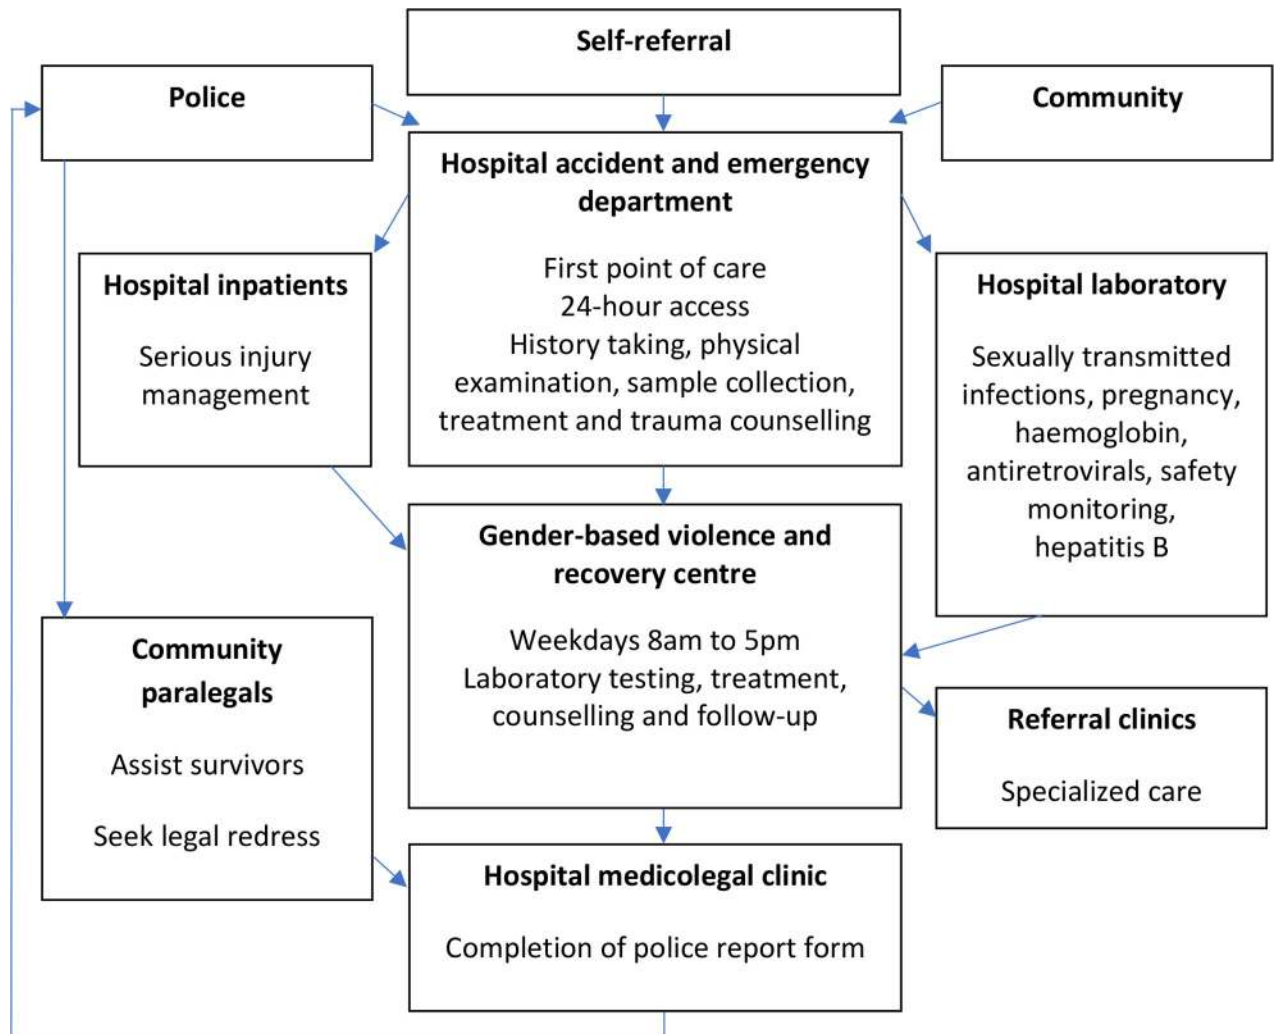 Self-referral
Police
Community
Hospital accident and emergency
department
First point of care
24-hour access
History taking, physical
examination, sample collection,
treatment and trauma counselling
Hospital inpatients
Serious injury
management
Hospital laboratory
Sexually transmitted
infections, pregnancy,
haemoglobin,
antiretrovirals, safety
monitoring,
hepatitis B
Gender-based violence and
recovery centre
Weekdays 8am to 5pm
Laboratory testing, treatment,
counselling and follow-up
Community
paralegals
Assist survivors
Seek legal redress
Referral clinics
Specialized care
Hospital medicolegal clinic
Completion of police report form